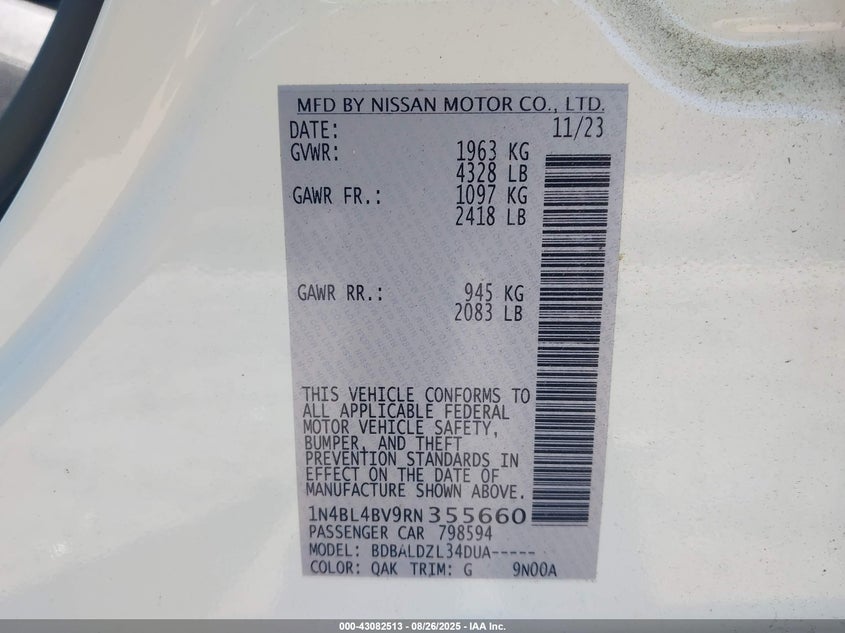 MFD BY NISSAN MOTOR CO., LTD.
DATE: 11/23
GVWR: 1963 KG
4328 LB
GAWR FR.: 1097 KG
2418 LB
GAWR RR.: 945 KG
2083 LB
THIS VEHICLE CONFORMS TO
ALL APPLICABLE FEDERAL
MOTOR VEHICLE SAFETY,
BUMPER, AND THEFT
PREVENTION STANDARDS IN
EFFECT ON THE DATE OF
MANUFACTURE SHOWN ABOVE.
1N4BL4BV9RN355660
PASSENGER CAR 798594
MODEL: BDBALDZL34DUA-----
COLOR: QAK TRIM: G 9N00A
000-43082513 - 08/26/2025 - IAA Inc.